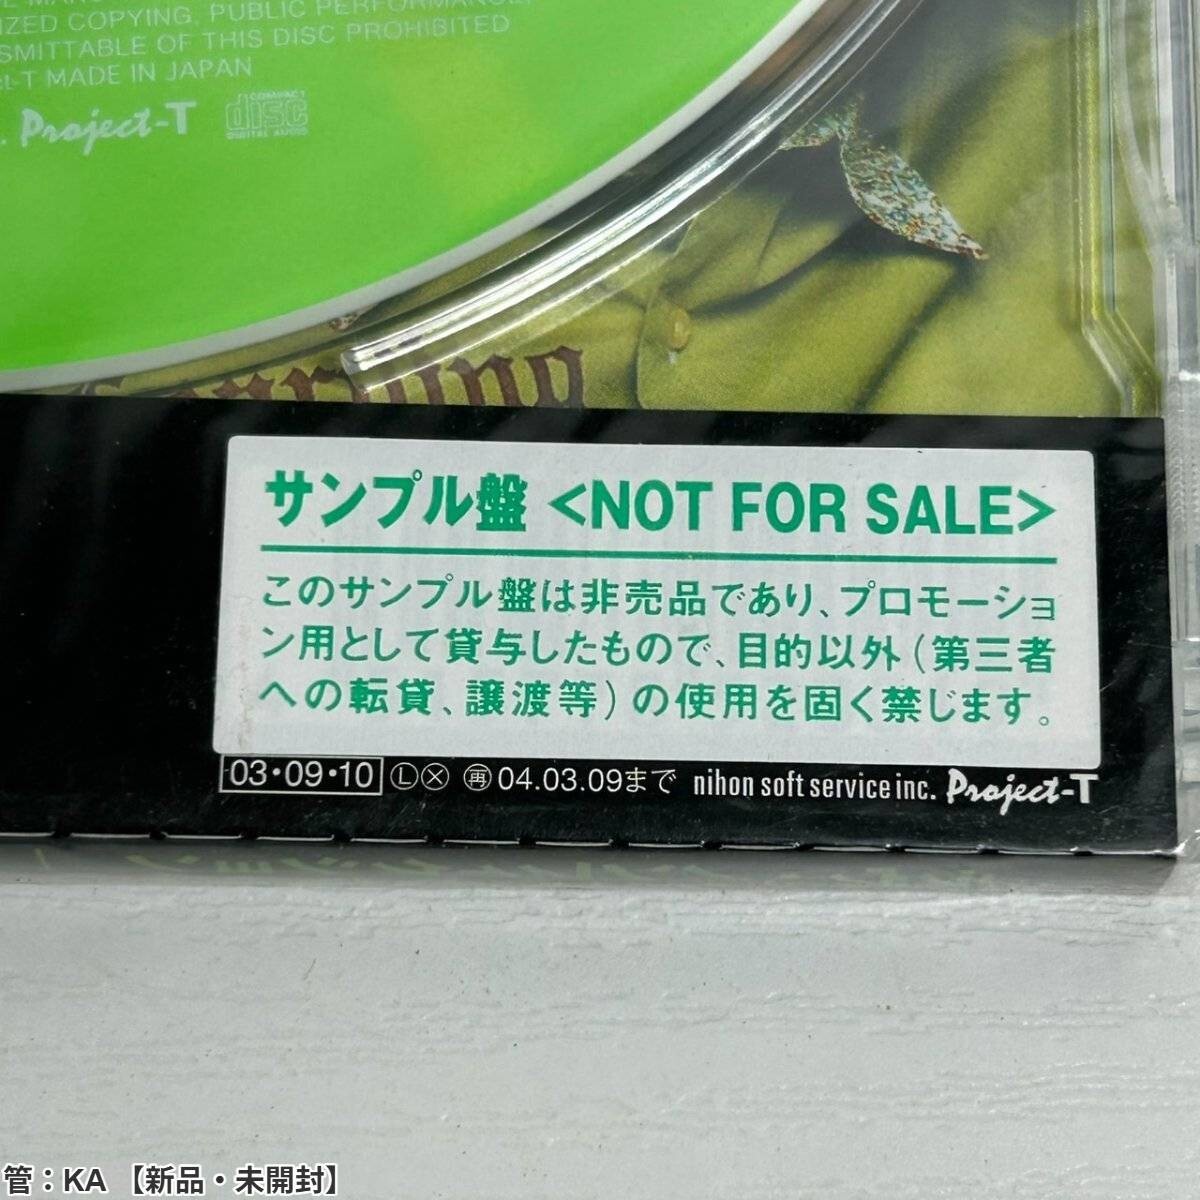 IZED COPYING, PUBLIC PERFORMANCE,
SMITTABLE OF THIS DISC PROHIBITED
MADE IN JAPAN
Project-T COMPACT disc DIGITAL AUDIO
サンプル盤 <NOT FOR SALE>
このサンプル盤は非売品であり、プロモーショ
ン用として貸与したもので、目的以外(第三者
への転貸、譲渡等)の使用を固く禁じます。
03・09・10 Ⓛ Ⓧ ㊢ 04.03.09まで nihon soft service inc. Project-T
管：KA 【新品・未開封】